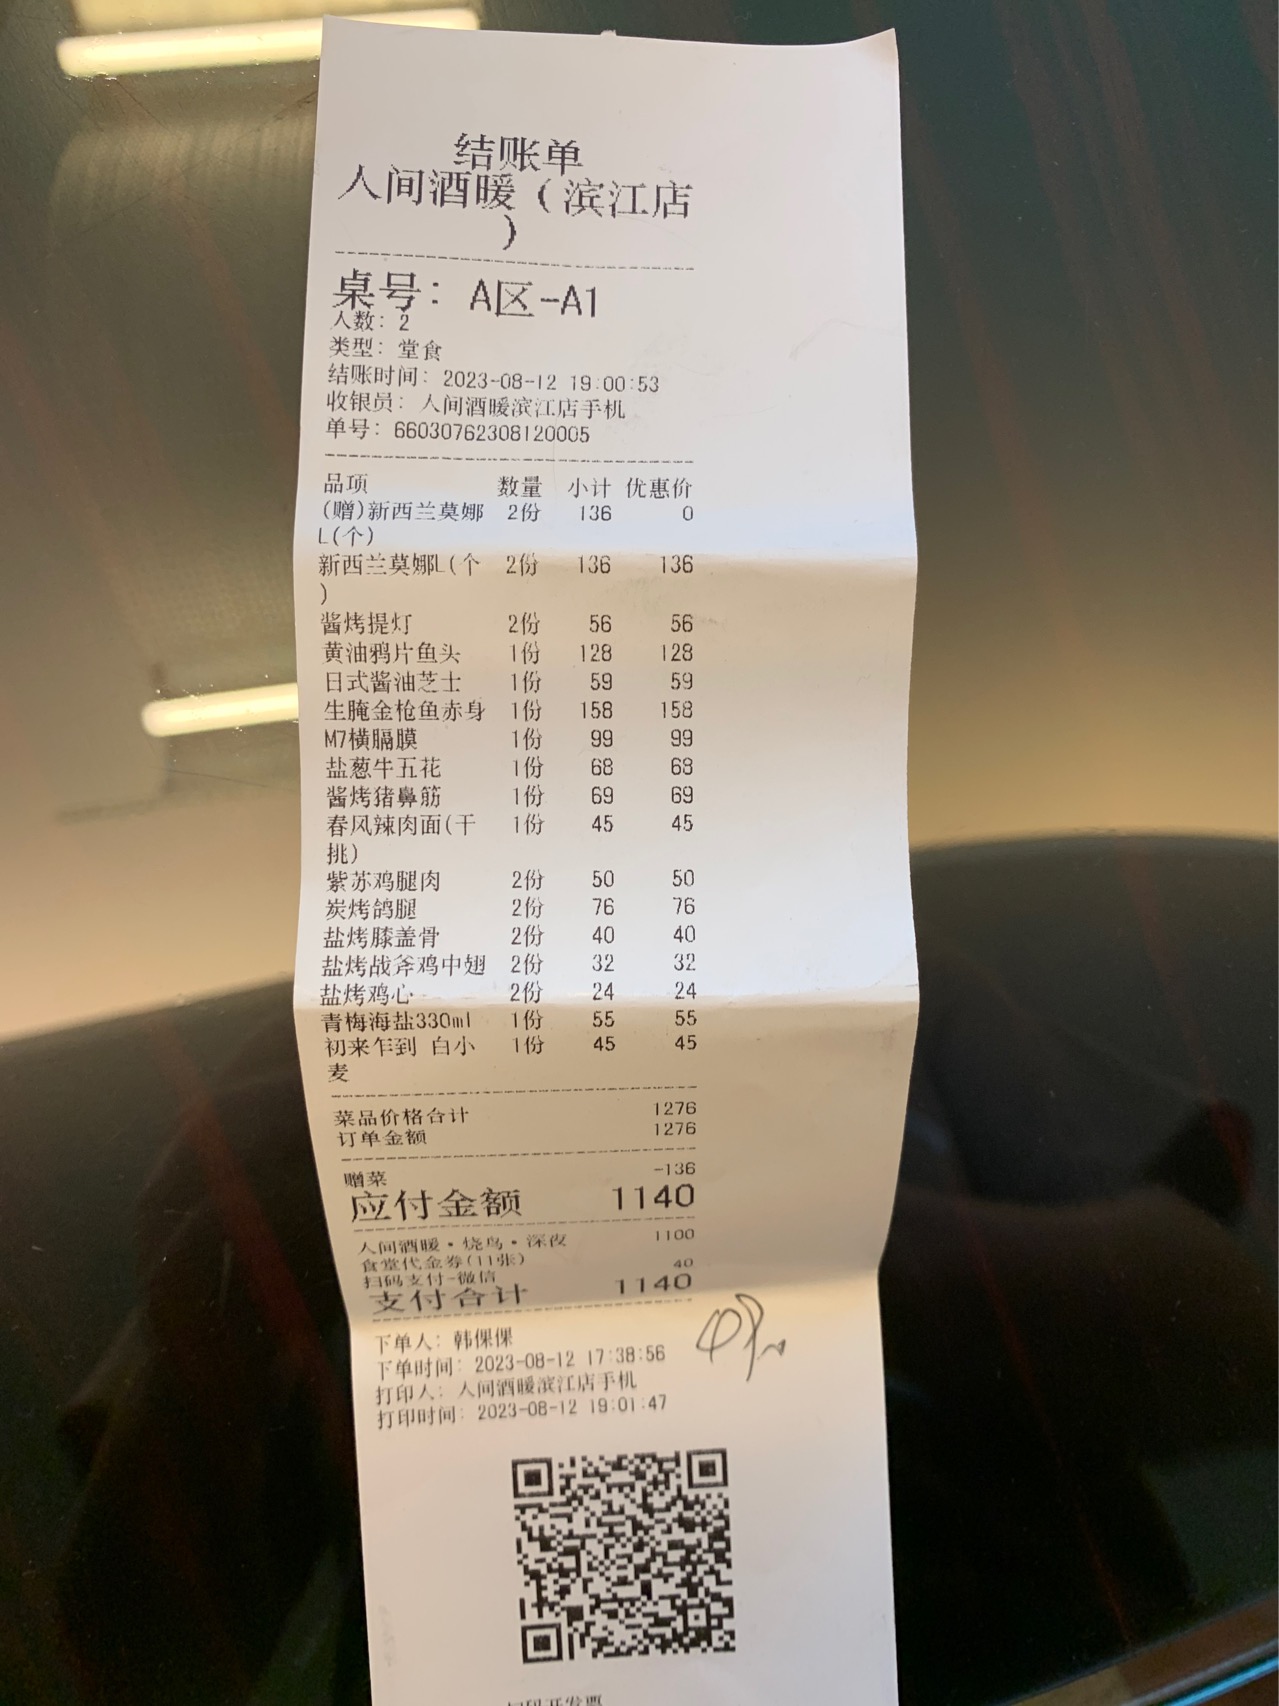 结账单
人间酒暖（滨江店
）
桌号：A区-A1
人数：2
类型：堂食
结账时间：2023-08-12 19:00:53
收银员：人间酒暖滨江店手机
单号：66030762308120005
品项 数量 小计 优惠价
(赠)新西兰莫娜 2份 136 0
L(个)
新西兰莫娜L(个 2份 136 136
)
酱烤提灯 2份 56 56
黄油鸦片鱼头 1份 128 128
日式酱油芝士 1份 59 59
生腌金枪鱼赤身 1份 158 158
M7横膈膜 1份 99 99
盐葱牛五花 1份 68 68
酱烤猪鼻筋 1份 69 69
春风辣肉面(干 1份 45 45
挑)
紫苏鸡腿肉 2份 50 50
炭烤鸽腿 2份 76 76
盐烤膝盖骨 2份 40 40
盐烤战斧鸡中翅 2份 32 32
盐烤鸡心 2份 24 24
青梅海盐330ml 1份 55 55
初来乍到 白小 1份 45 45
麦
菜品价格合计 1276
订单金额 1276
赠菜 -136
应付金额 1140
人间酒暖·烧鸟·深夜 1100
食堂代金券(11张)
扫码支付-微信 40
支付合计 1140
下单人：韩倮倮
下单时间：2023-08-12 17:38:56
打印人：人间酒暖滨江店手机
打印时间：2023-08-12 19:01:47